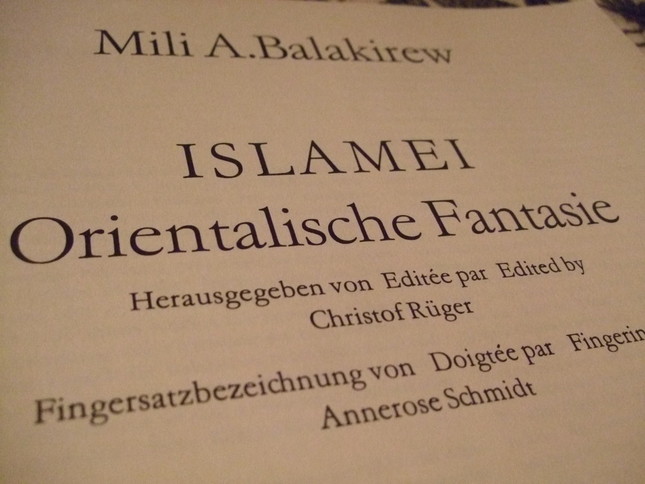 Mili A.Balakirew
ISLAMEI
Orientalische Fantasie
Herausgegeben von Editée par Edited by
Christof Rüger
Fingersatzbezeichnung von Doigtée par Fingerin
Annerose Schmidt